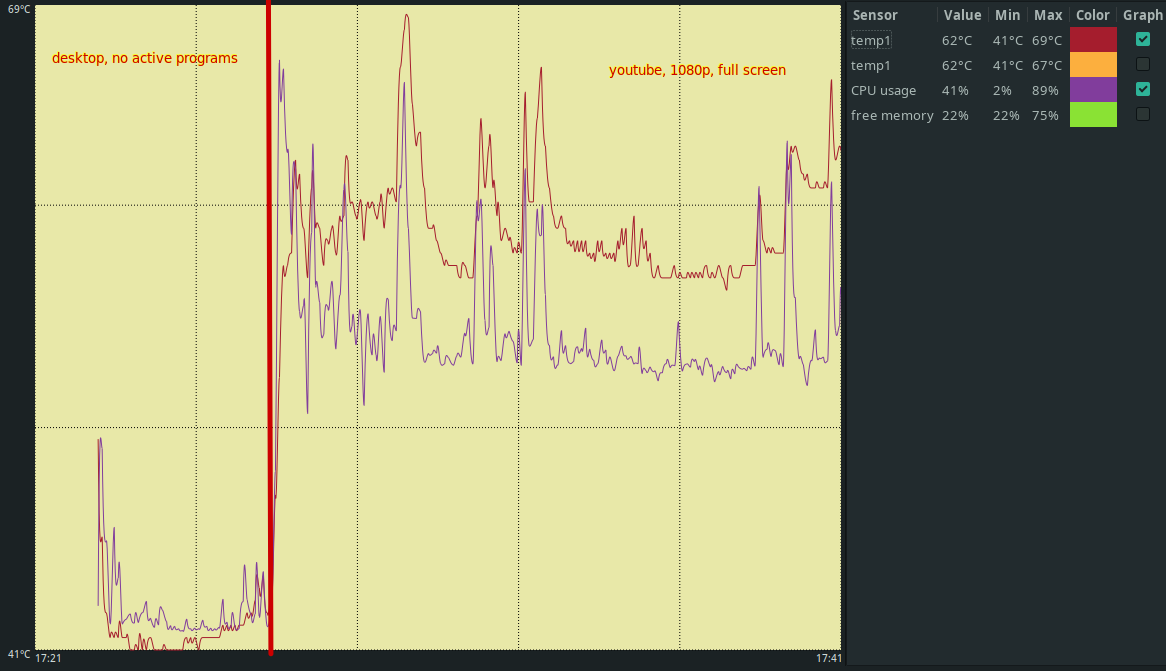 69°C
desktop, no active programs
youtube, 1080p, full screen
41°C
17:21
17:41
Sensor Value Min Max Color Graph
temp1 62°C 41°C 69°C
temp1 62°C 41°C 67°C
CPU usage 41% 2% 89%
free memory 22% 22% 75%